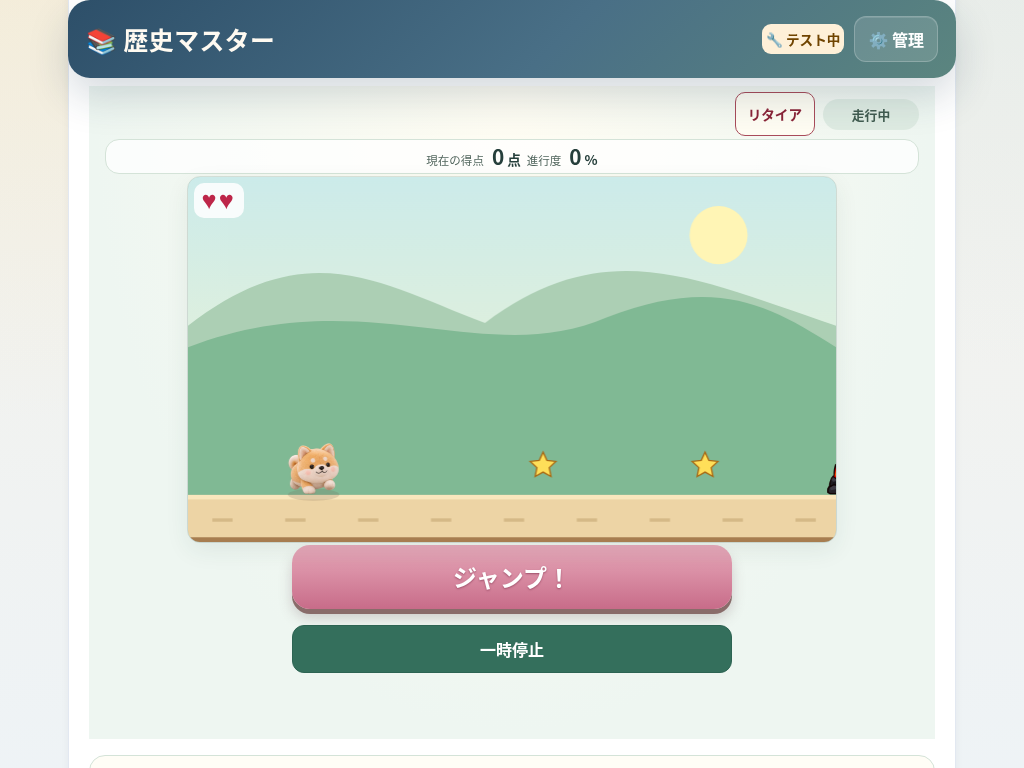 📚 歴史マスター
🔧 テスト中
⚙️ 管理
リタイア
走行中
現在の得点 0 点 進行度 0 %
♥♥
ジャンプ！
一時停止